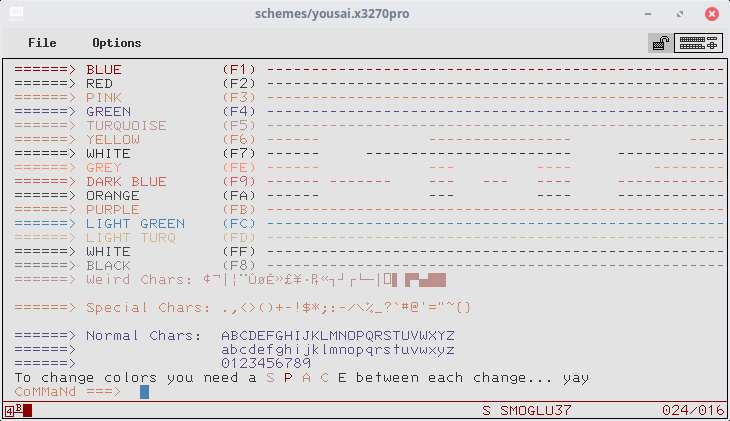 schemes/yousai.x3270pro
File Options
======> BLUE (F1) ------------------------------------------------
======> RED (F2) ------------------------------------------------
======> PINK (F3) ------------------------------------------------
======> GREEN (F4) ------------------------------------------------
======> TURQUOISE (F5) ------ --- ------------
======> YELLOW (F6) ------ --- ------------
======> WHITE (F7) ------ ---------------- ------------
======> GREY (FE) ------ --- ------------
======> DARK BLUE (F9) ------ ---------------- ------------
======> ORANGE (FA) ------ --- ------------
======> PURPLE (FB) ------ --- ------------
======> LIGHT GREEN (FC) ------------------------------------------------
======> LIGHT TURQ (FD) ------------------------------------------------
======> WHITE (FF) ------------------------------------------------
======> BLACK (F8) ------------------------------------------------
======> Weird Chars: ¢¬|¦¨ÛøÊ»£¥·₧«┐┘┌└─│
======> Special Chars: .,<>()+-!$*;:-/\%_?`#@'="~{}
======> Normal Chars: ABCDEFGHIJKLMNOPQRSTUVWXYZ
======> abcdefghijklmnopqrstuvwxyz
======> 0123456789
To change colors you need a S P A C E between each change... yay
CoMMaNd ===>
4 B S SMOGLU37 024/016